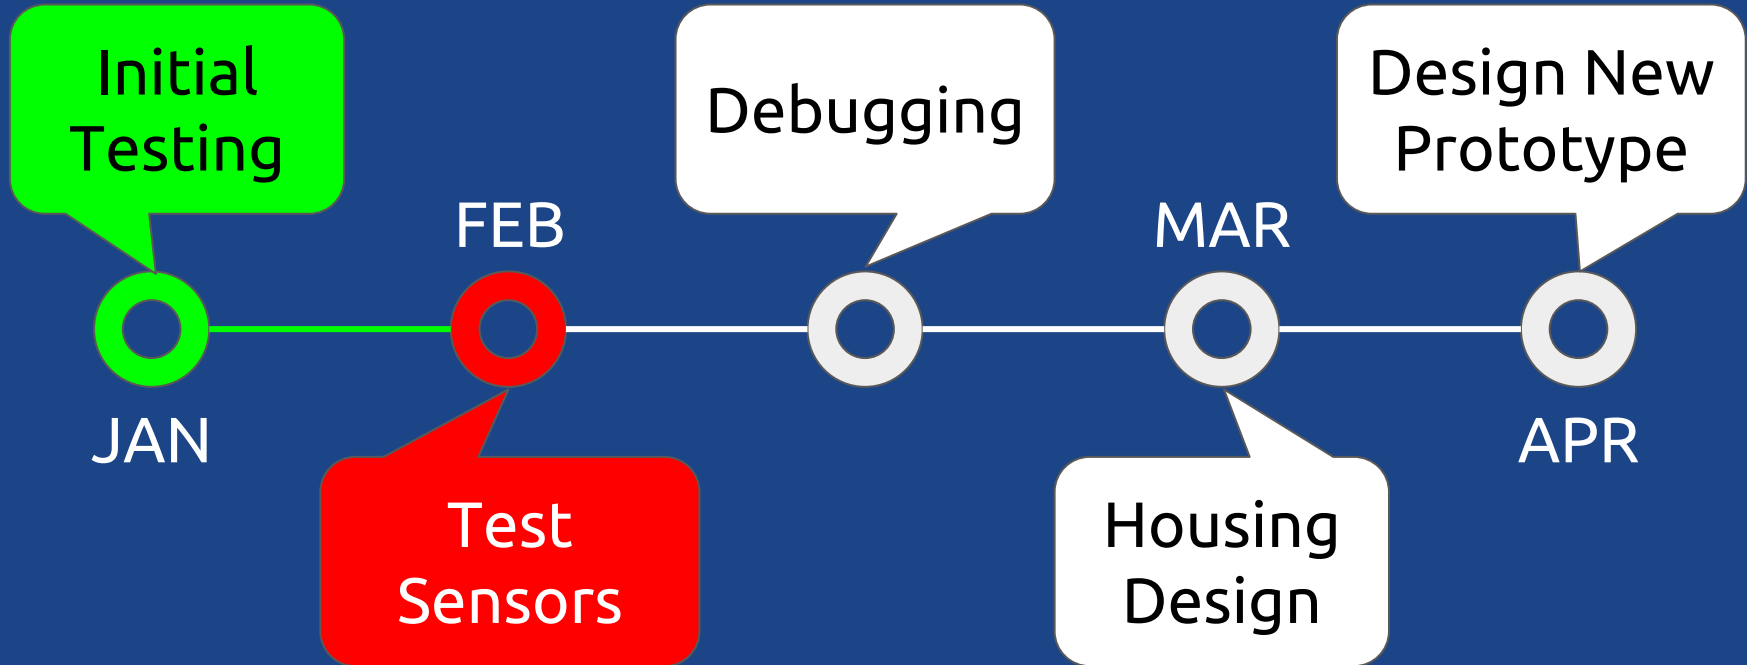 Initial
Testing
JAN
FEB
Test
Sensors
Debugging
MAR
Housing
Design
Design New
Prototype
APR